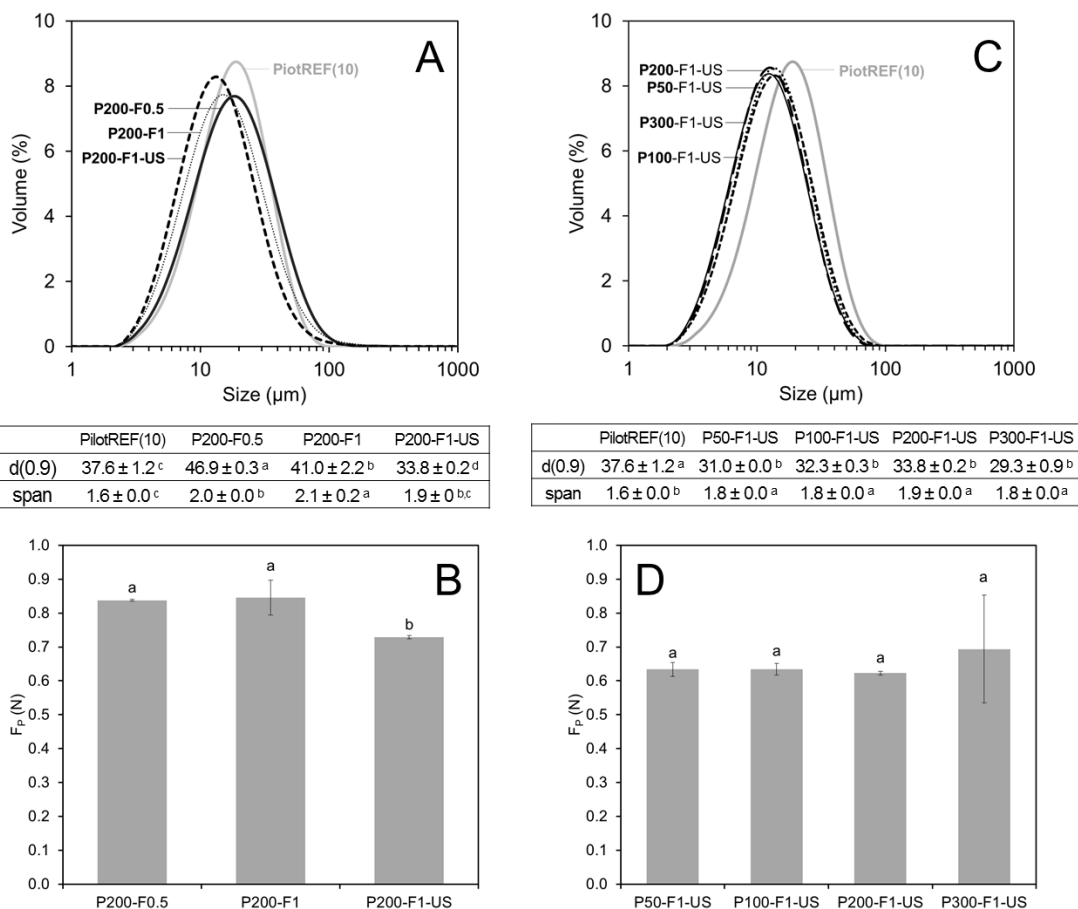 A
10
8
6
4
2
0
Volume (%)
PiotREF(10)
P200-F0.5
P200-F1
P200-F1-US
1 10 100 1000
Size (µm)
C
10
8
6
4
2
0
Volume (%)
P200-F1-US
P50-F1-US
P300-F1-US
P100-F1-US
PiotREF(10)
1 10 100 1000
Size (µm)
PilotREF(10) P200-F0.5 P200-F1 P200-F1-US
d(0.9) 37.6 ± 1.2 c 46.9 ± 0.3 a 41.0 ± 2.2 b 33.8 ± 0.2 d
span 1.6 ± 0.0 c 2.0 ± 0.0 b 2.1 ± 0.2 a 1.9 ± 0 b,c
PilotREF(10) P50-F1-US P100-F1-US P200-F1-US P300-F1-US
d(0.9) 37.6 ± 1.2 a 31.0 ± 0.0 b 32.3 ± 0.3 b 33.8 ± 0.2 b 29.3 ± 0.9 b
span 1.6 ± 0.0 b 1.8 ± 0.0 a 1.8 ± 0.0 a 1.9 ± 0.0 a 1.8 ± 0.0 a
B
1.0
0.9
0.8
0.7
0.6
0.5
0.4
0.3
0.2
0.1
0.0
FP (N)
a
a
b
P200-F0.5 P200-F1 P200-F1-US
D
1.0
0.9
0.8
0.7
0.6
0.5
0.4
0.3
0.2
0.1
0.0
FP (N)
a
a
a
a
P50-F1-US P100-F1-US P200-F1-US P300-F1-US